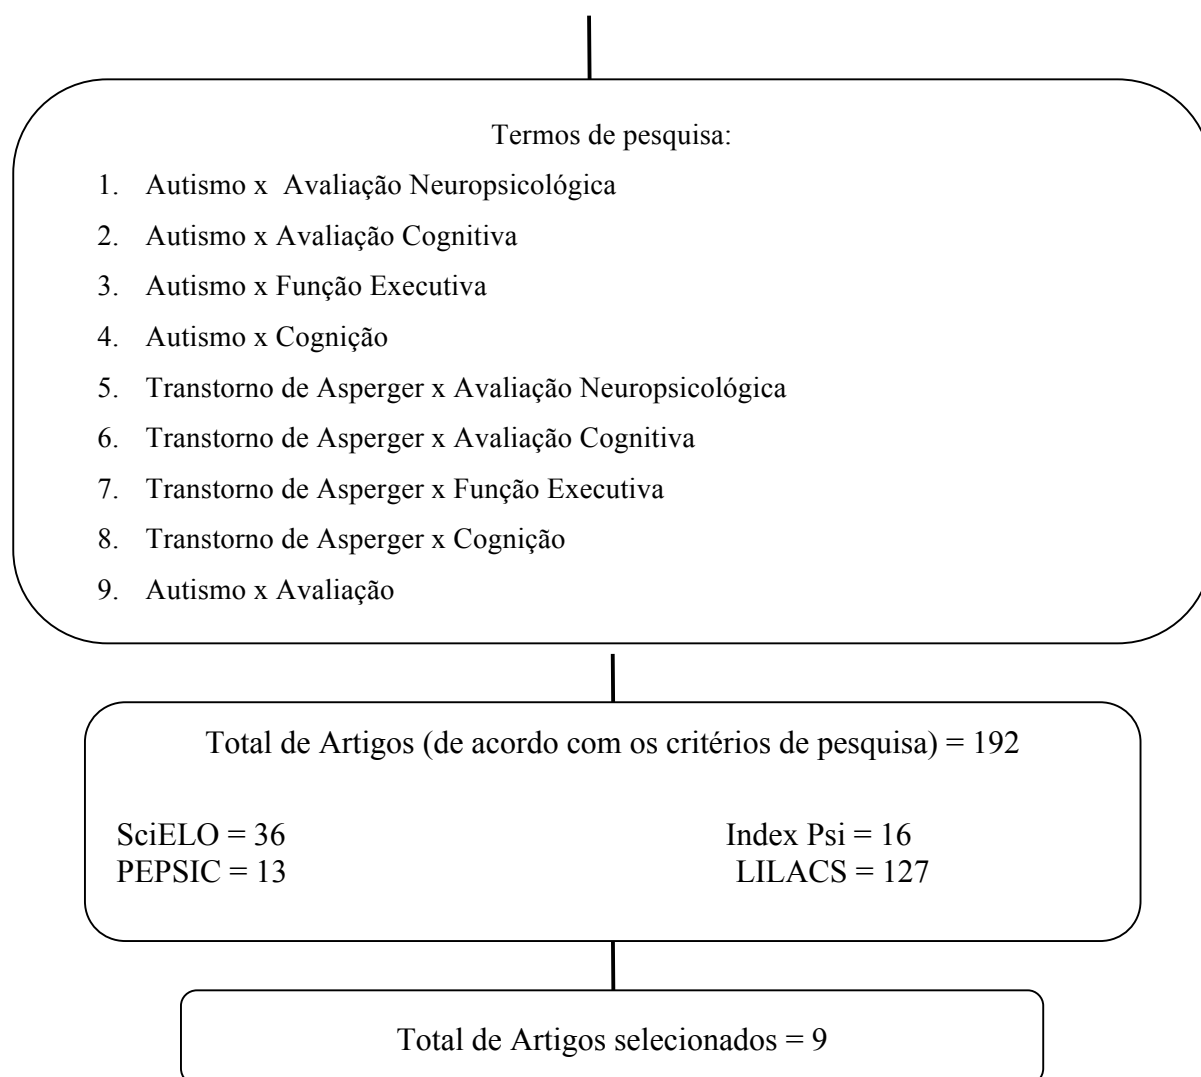 Termos de pesquisa:
1. Autismo x Avaliação Neuropsicológica
2. Autismo x Avaliação Cognitiva
3. Autismo x Função Executiva
4. Autismo x Cognição
5. Transtorno de Asperger x Avaliação Neuropsicológica
6. Transtorno de Asperger x Avaliação Cognitiva
7. Transtorno de Asperger x Função Executiva
8. Transtorno de Asperger x Cognição
9. Autismo x Avaliação
Total de Artigos (de acordo com os critérios de pesquisa) = 192
SciELO = 36 Index Psi = 16
PEPSIC = 13 LILACS = 127
Total de Artigos selecionados = 9